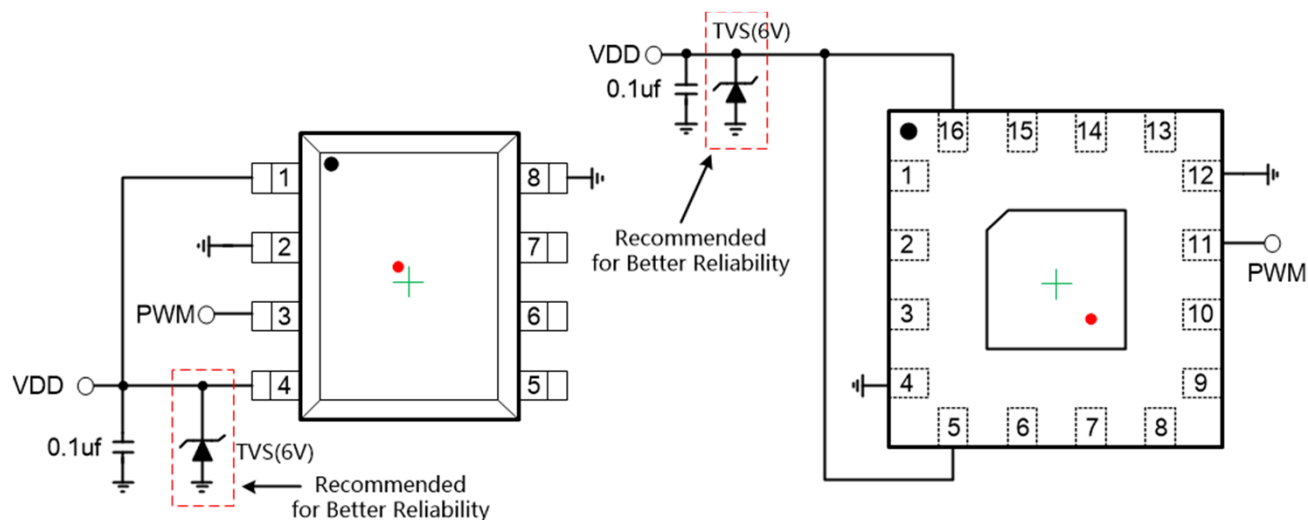 VDD
0.1uf
TVS(6V)
Recommended
for Better Reliability
PWM
1
2
3
4
5
6
7
8
VDD
0.1uf
TVS(6V)
Recommended
for Better Reliability
16
15
14
13
1
2
3
4
5
6
7
8
9
10
11
12
PWM